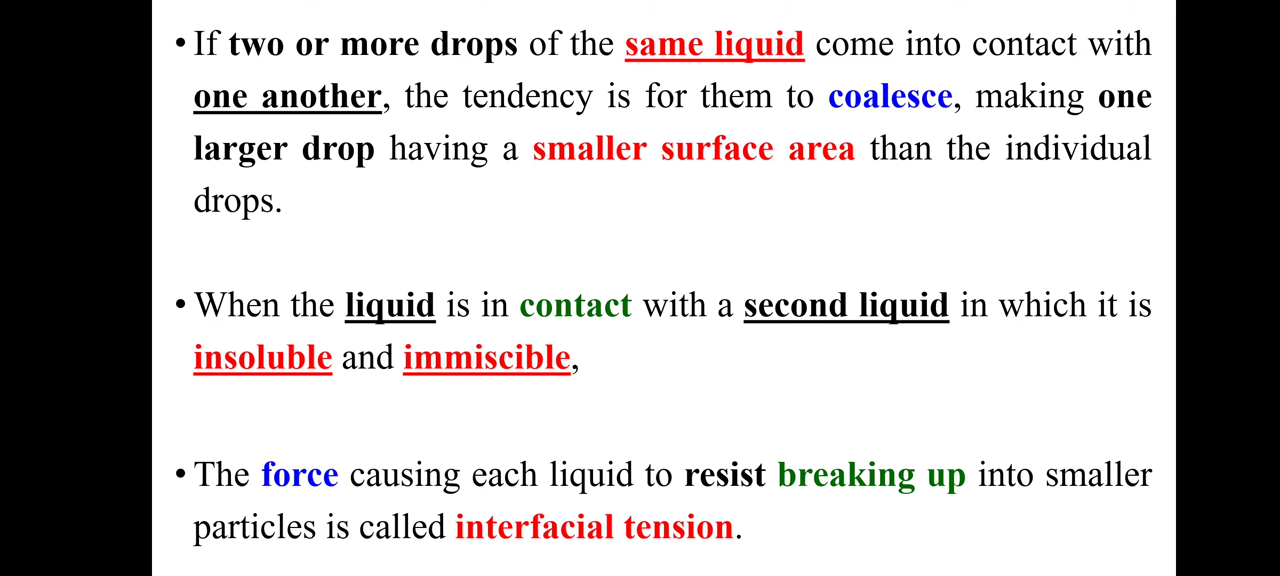 • If two or more drops of the same liquid come into contact with
one another, the tendency is for them to coalesce, making one
larger drop having a smaller surface area than the individual
drops.
• When the liquid is in contact with a second liquid in which it is
insoluble and immiscible,
• The force causing each liquid to resist breaking up into smaller
particles is called interfacial tension.